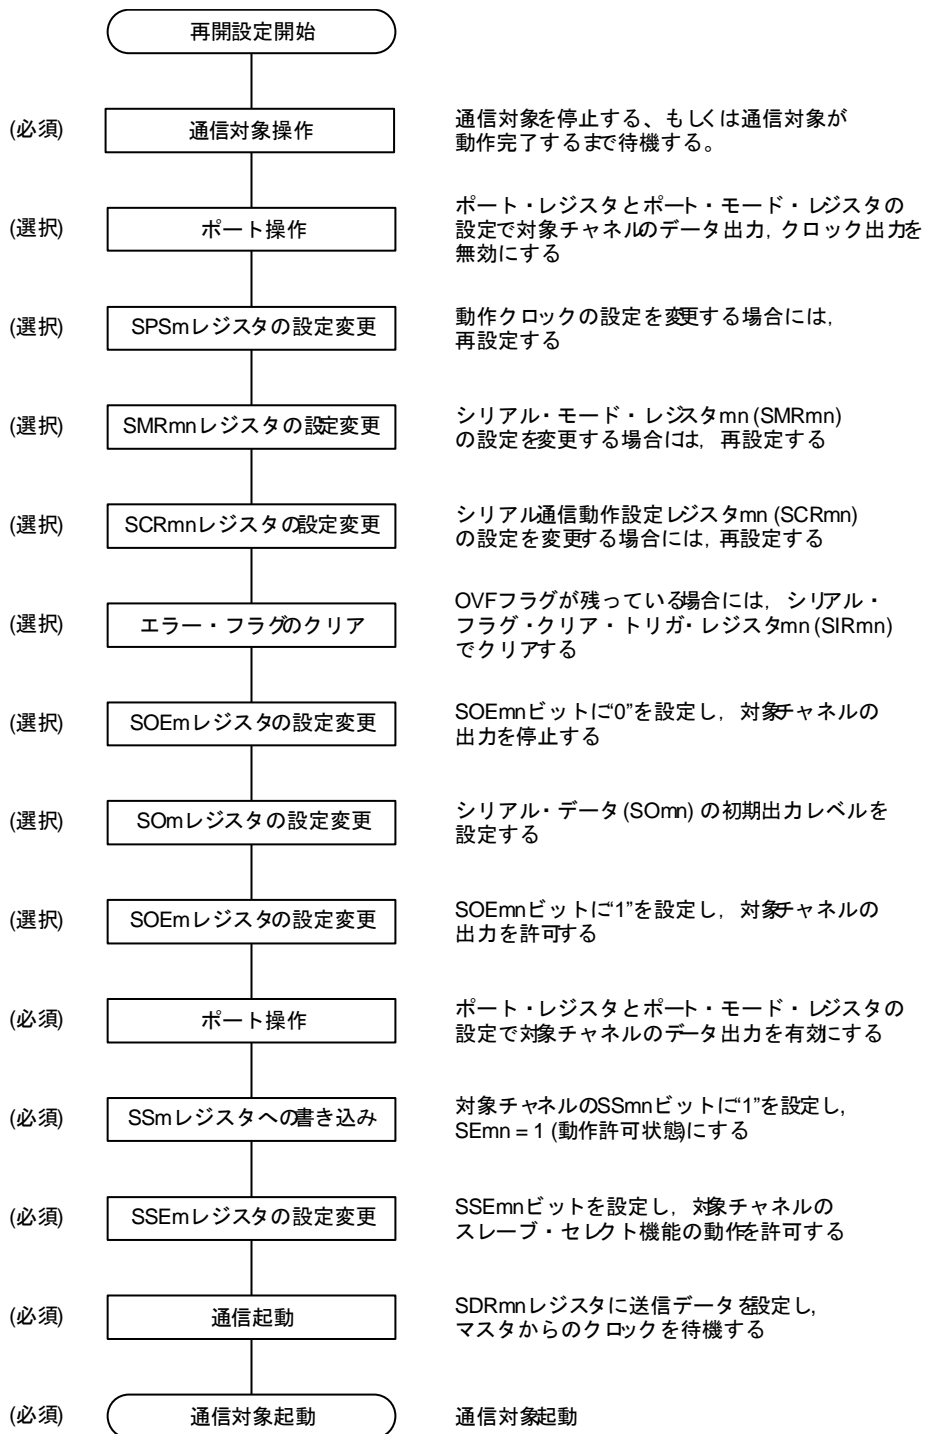 再開設定開始
(必須)
通信対象操作
通信対象を停止する、もしくは通信対象が
動作完了するまで待機する。
(選択)
ポート操作
ポート・レジスタとポート・モード・レジスタの
設定で対象チャネルのデータ出力, クロック出力を
無効にする
(選択)
SPSmレジスタの設定変更
動作クロックの設定を変更する場合には,
再設定する
(選択)
SMRmnレジスタの設定変更
シリアル・モード・レジスタmn (SMRmn)
の設定を変更する場合には, 再設定する
(選択)
SCRmnレジスタの設定変更
シリアル通信動作設定レジスタmn (SCRmn)
の設定を変更する場合には, 再設定する
(選択)
エラー・フラグのクリア
OVFフラグが残っている場合には, シリアル・
フラグ・クリア・トリガ・レジスタmn (SIRmn)
でクリアする
(選択)
SOEmレジスタの設定変更
SOEmnビットに“0”を設定し, 対象チャネルの
出力を停止する
(選択)
SOmレジスタの設定変更
シリアル・データ(SOmn) の初期出力レベルを
設定する
(選択)
SOEmレジスタの設定変更
SOEmnビットに“1”を設定し, 対象チャネルの
出力を許可する
(必須)
ポート操作
ポート・レジスタとポート・モード・レジスタの
設定で対象チャネルのデータ出力を有効にする
(必須)
SSmレジスタへの書き込み
対象チャネルのSSmnビットに“1”を設定し,
SEmn = 1 (動作許可状態)にする
(必須)
SSEmレジスタの設定変更
SSEmnビットを設定し, 対象チャネルの
スレーブ・セレクト機能の動作を許可する
(必須)
通信起動
SDRmnレジスタに送信データを設定し,
マスタからのクロックを待機する
(必須)
通信対象起動
通信対象起動